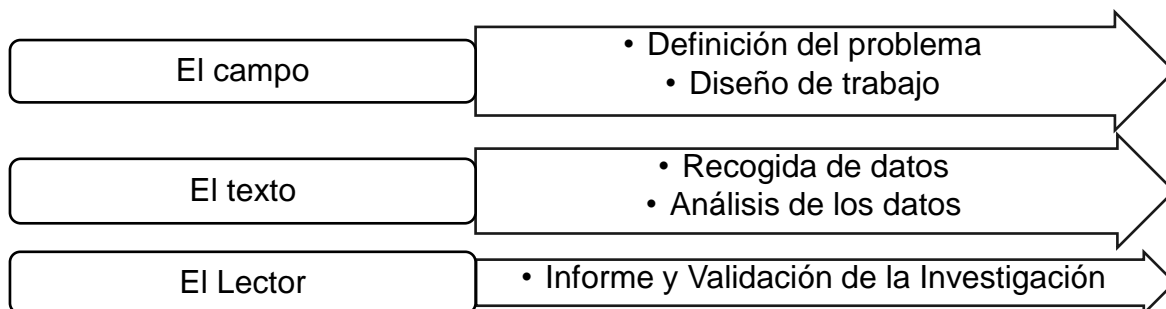 El campo
• Definición del problema
• Diseño de trabajo
El texto
• Recogida de datos
• Análisis de los datos
El Lector
• Informe y Validación de la Investigación